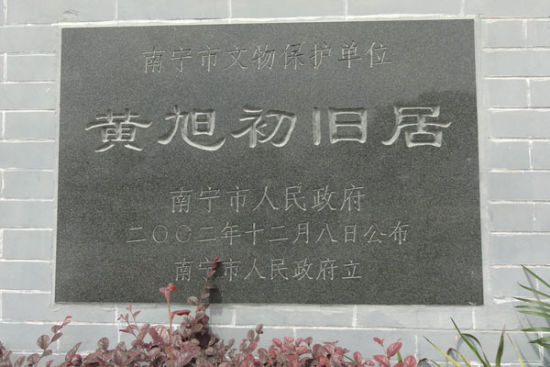 南宁市文物保护单位
黄旭初旧居
南宁市人民政府
二〇〇二年十二月八日公布
南宁市人民政府立